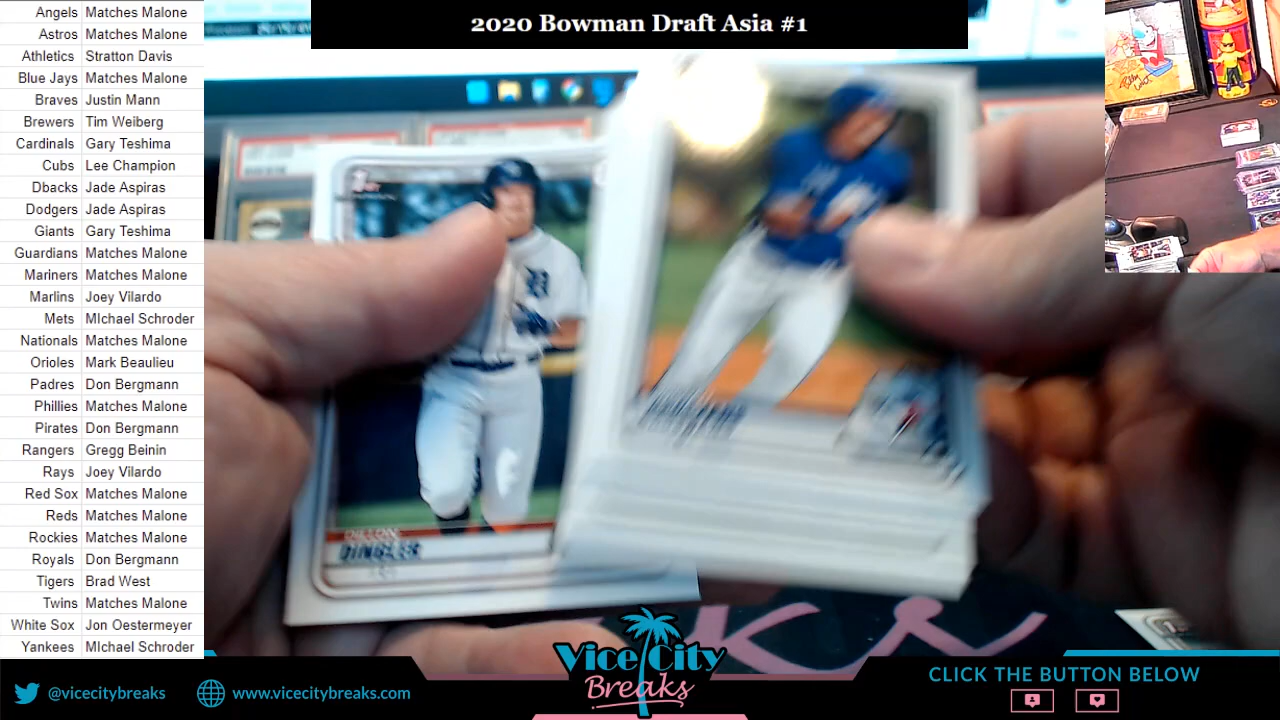 2020 Bowman Draft Asia #1
Angels Matches Malone
Astros Matches Malone
Athletics Stratton Davis
Blue Jays Matches Malone
Braves Justin Mann
Brewers Tim Weiberg
Cardinals Gary Teshima
Cubs Lee Champion
Dbacks Jade Aspiras
Dodgers Jade Aspiras
Giants Gary Teshima
Guardians Matches Malone
Mariners Matches Malone
Marlins Joey Vilardo
Mets MIchael Schroder
Nationals Matches Malone
Orioles Mark Beaulieu
Padres Don Bergmann
Phillies Matches Malone
Pirates Don Bergmann
Rangers Gregg Beinin
Rays Joey Vilardo
Red Sox Matches Malone
Reds Matches Malone
Rockies Matches Malone
Royals Don Bergmann
Tigers Brad West
Twins Matches Malone
White Sox Jon Oestermeyer
Yankees MIchael Schroder
DILLON
DINGLER
Vice City
Breaks
@vicecitybreaks
www.vicecitybreaks.com
CLICK THE BUTTON BELOW